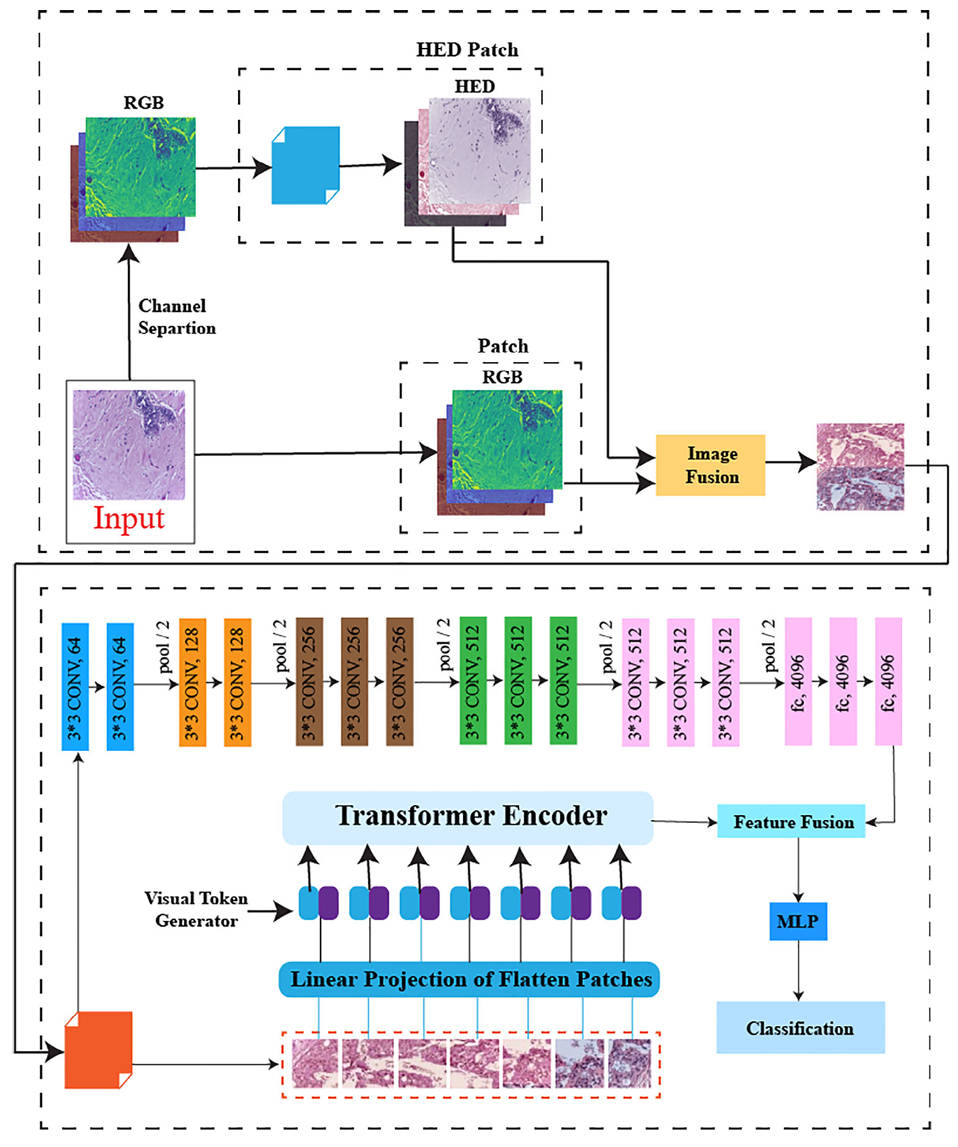 HED Patch
RGB
HED
Channel
Separtion
Patch
RGB
Input
Image
Fusion
3*3 CONV, 64
3*3 CONV, 64
pool / 2
3*3 CONV, 128
3*3 CONV, 128
pool / 2
3*3 CONV, 256
3*3 CONV, 256
3*3 CONV, 256
pool / 2
3*3 CONV, 512
3*3 CONV, 512
3*3 CONV, 512
pool / 2
3*3 CONV, 512
3*3 CONV, 512
3*3 CONV, 512
pool / 2
fc, 4096
fc, 4096
fc, 4096
Transformer Encoder
Feature Fusion
Visual Token
Generator
MLP
Linear Projection of Flatten Patches
Classification